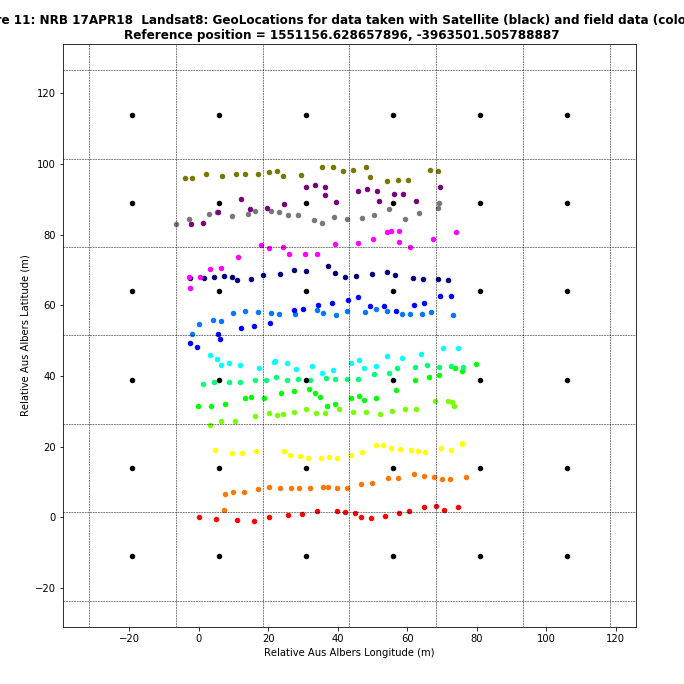 e 11: NRB 17APR18 Landsat8: GeoLocations for data taken with Satellite (black) and field data (colo
Reference position = 1551156.628657896, -3963501.505788887
Relative Aus Albers Latitude (m)
120
100
80
60
40
20
0
−20
−20 0 20 40 60 80 100 120
Relative Aus Albers Longitude (m)